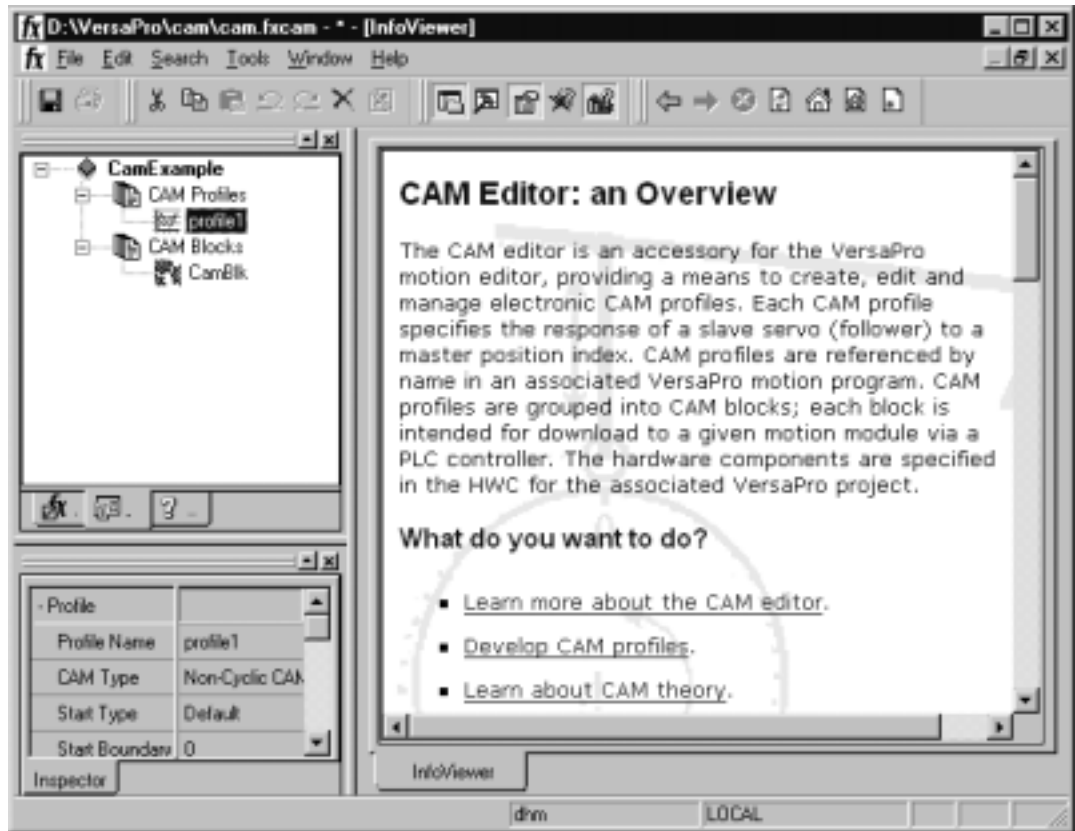 fx D:\VersaPro\cam\cam.fxcam - * - [InfoViewer]
fx File Edit Search Tools Window Help
CamExample
CAM Profiles
profile1
CAM Blocks
CamBlk
CAM Editor: an Overview
The CAM editor is an accessory for the VersaPro
motion editor, providing a means to create, edit and
manage electronic CAM profiles. Each CAM profile
specifies the response of a slave servo (follower) to a
master position index. CAM profiles are referenced by
name in an associated VersaPro motion program. CAM
profiles are grouped into CAM blocks; each block is
intended for download to a given motion module via a
PLC controller. The hardware components are specified
in the HWC for the associated VersaPro project.
What do you want to do?
▪ Learn more about the CAM editor.
▪ Develop CAM profiles.
▪ Learn about CAM theory.
- Profile
Profile Name profile1
CAM Type Non-Cyclic CAM
Start Type Default
Start Boundary 0
Inspector
InfoViewer
dhm LOCAL